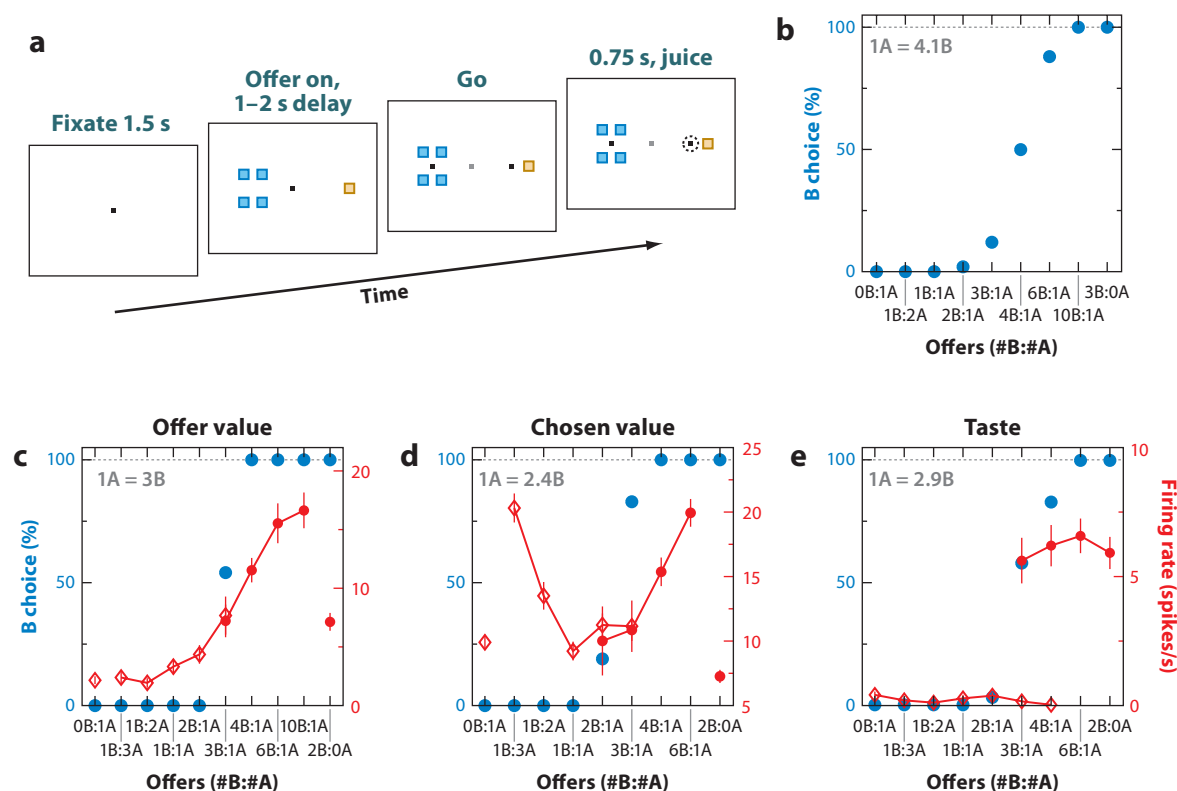 a
Fixate 1.5 s
Offer on,
1–2 s delay
Go
0.75 s, juice
Time
b
1A = 4.1B
B choice (%)
100
50
0
0B:1A 1B:1A 3B:1A 6B:1A 3B:0A
1B:2A 2B:1A 4B:1A 10B:1A
Offers (#B:#A)
c
Offer value
1A = 3B
B choice (%)
100
50
0
20
10
0
0B:1A 1B:2A 2B:1A 4B:1A 10B:1A
1B:3A 1B:1A 3B:1A 6B:1A 2B:0A
Offers (#B:#A)
d
Chosen value
1A = 2.4B
100
50
0
25
20
15
10
5
0B:1A 1B:2A 2B:1A 4B:1A 2B:0A
1B:3A 1B:1A 3B:1A 6B:1A
Offers (#B:#A)
e
Taste
1A = 2.9B
100
50
0
10
5
0
Firing rate (spikes/s)
0B:1A 1B:2A 2B:1A 4B:1A 2B:0A
1B:3A 1B:1A 3B:1A 6B:1A
Offers (#B:#A)